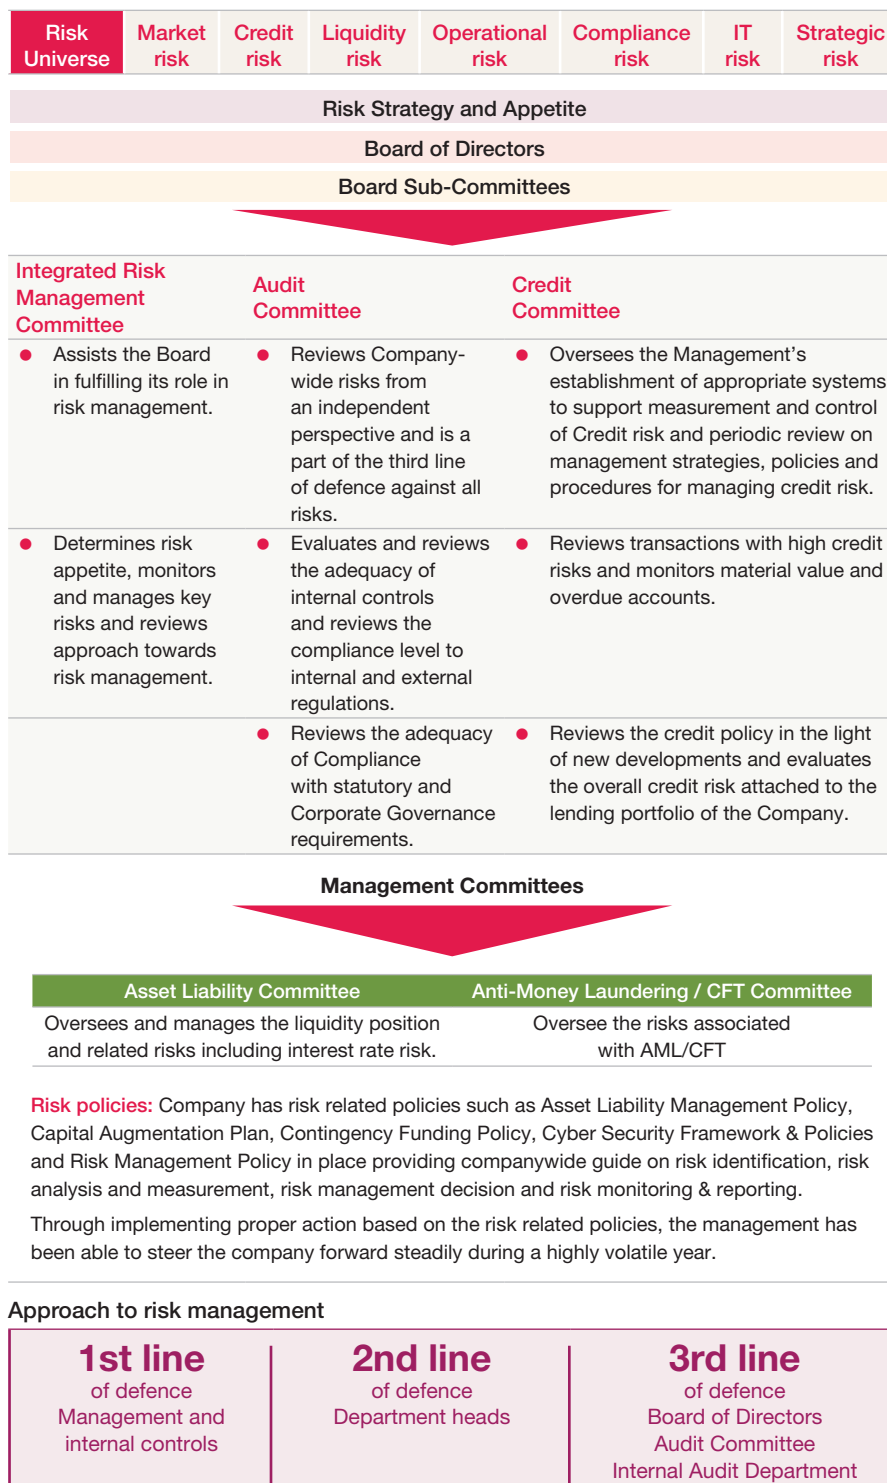 Risk Universe
Market risk
Credit risk
Liquidity risk
Operational risk
Compliance risk
IT risk
Strategic risk
Risk Strategy and Appetite
Board of Directors
Board Sub-Committees
Integrated Risk
Management
Committee
Audit
Committee
Credit
Committee
● Assists the Board
in fulfilling its role in
risk management.
● Reviews Company-
wide risks from
an independent
perspective and is a
part of the third line
of defence against all
risks.
● Oversees the Management’s
establishment of appropriate systems
to support measurement and control
of Credit risk and periodic review on
management strategies, policies and
procedures for managing credit risk.
● Determines risk
appetite, monitors
and manages key
risks and reviews
approach towards
risk management.
● Evaluates and reviews
the adequacy of
internal controls
and reviews the
compliance level to
internal and external
regulations.
● Reviews transactions with high credit
risks and monitors material value and
overdue accounts.
● Reviews the adequacy
of Compliance
with statutory and
Corporate Governance
requirements.
● Reviews the credit policy in the light
of new developments and evaluates
the overall credit risk attached to the
lending portfolio of the Company.
Management Committees
Asset Liability Committee
Anti-Money Laundering / CFT Committee
Oversees and manages the liquidity position
and related risks including interest rate risk.
Oversee the risks associated
with AML/CFT
Risk policies: Company has risk related policies such as Asset Liability Management Policy,
Capital Augmentation Plan, Contingency Funding Policy, Cyber Security Framework & Policies
and Risk Management Policy in place providing companywide guide on risk identification, risk
analysis and measurement, risk management decision and risk monitoring & reporting.
Through implementing proper action based on the risk related policies, the management has
been able to steer the company forward steadily during a highly volatile year.
Approach to risk management
1st line
of defence
Management and
internal controls
2nd line
of defence
Department heads
3rd line
of defence
Board of Directors
Audit Committee
Internal Audit Department